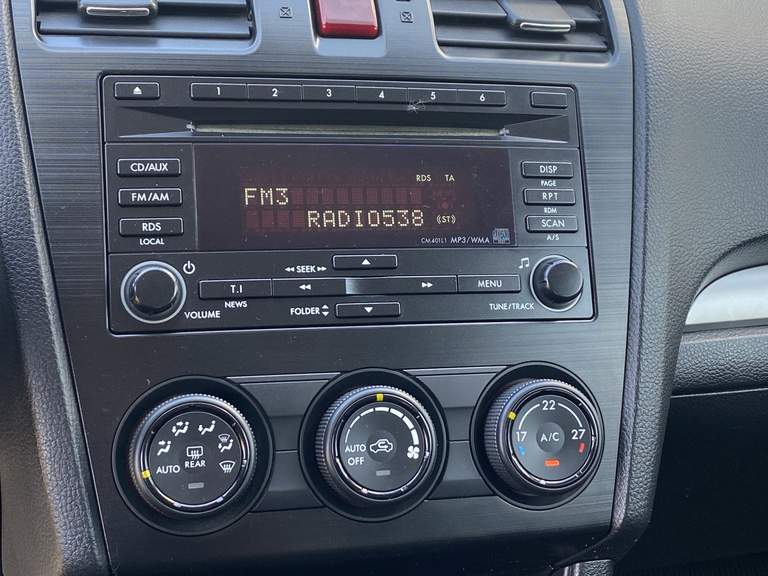 1 2 3 4 5 6
CD/AUX
FM/AM
RDS
LOCAL
RDS TA
FM3
RADIO538 (ST)
CM401L1 MP3/WMA
DISP
PAGE
RPT
RDM
SCAN
A/S
VOLUME
T.I
NEWS
SEEK
FOLDER
MENU
TUNE/TRACK
AUTO
REAR
AUTO
OFF
17 22 27
A/C